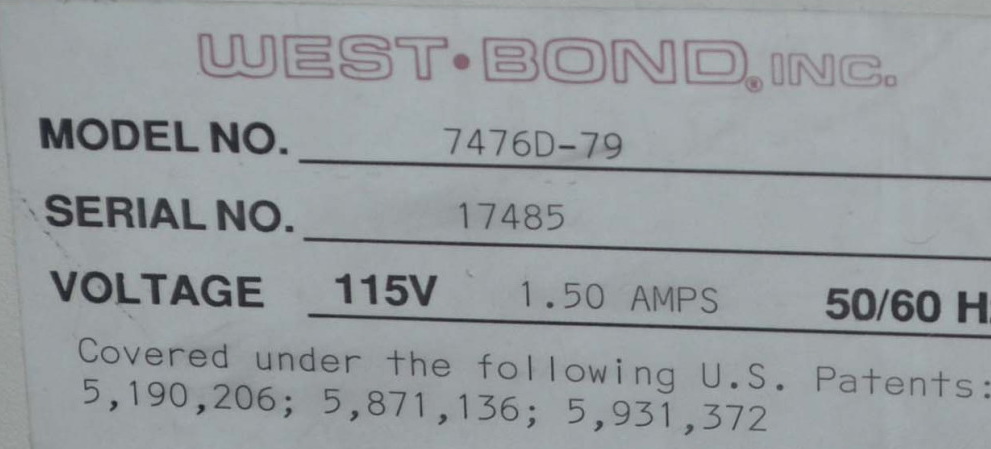 WEST·BOND® INC.
MODEL NO. 7476D-79
SERIAL NO. 17485
VOLTAGE 115V 1.50 AMPS 50/60 H
Covered under the following U.S. Patents:
5,190,206; 5,871,136; 5,931,372